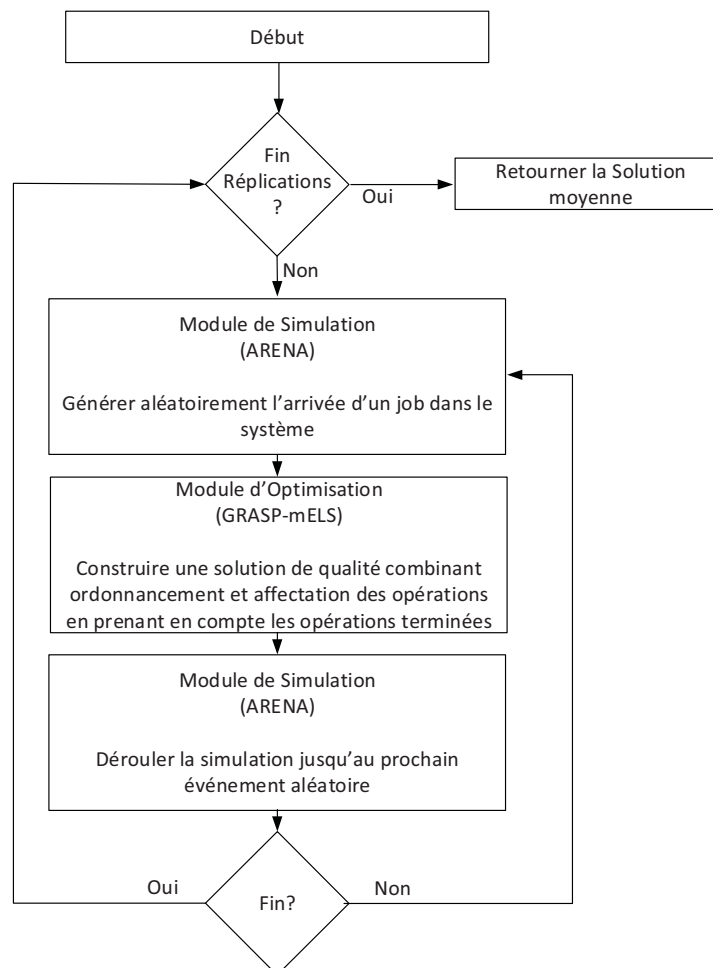 Début
Fin
Réplications
?
Oui
Retourner la Solution
moyenne
Non
Module de Simulation
(ARENA)
Générer aléatoirement l’arrivée d’un job dans le
système
Module d’Optimisation
(GRASP-mELS)
Construire une solution de qualité combinant
ordonnancement et affectation des opérations
en prenant en compte les opérations terminées
Module de Simulation
(ARENA)
Dérouler la simulation jusqu’au prochain
événement aléatoire
Oui
Non
Fin?